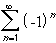 ∑_{n=1}^{∞} (-1)^n